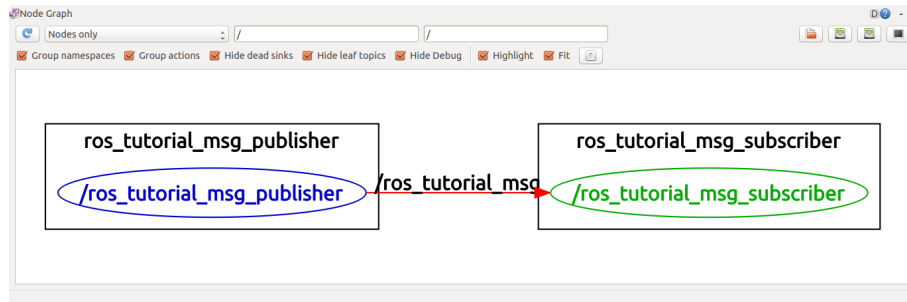 Node Graph D -
Nodes only / /
Group namespaces Group actions Hide dead sinks Hide leaf topics Hide Debug Highlight Fit
ros_tutorial_msg_publisher ros_tutorial_msg_subscriber
/ros_tutorial_msg_publisher /ros_tutorial_msg /ros_tutorial_msg_subscriber